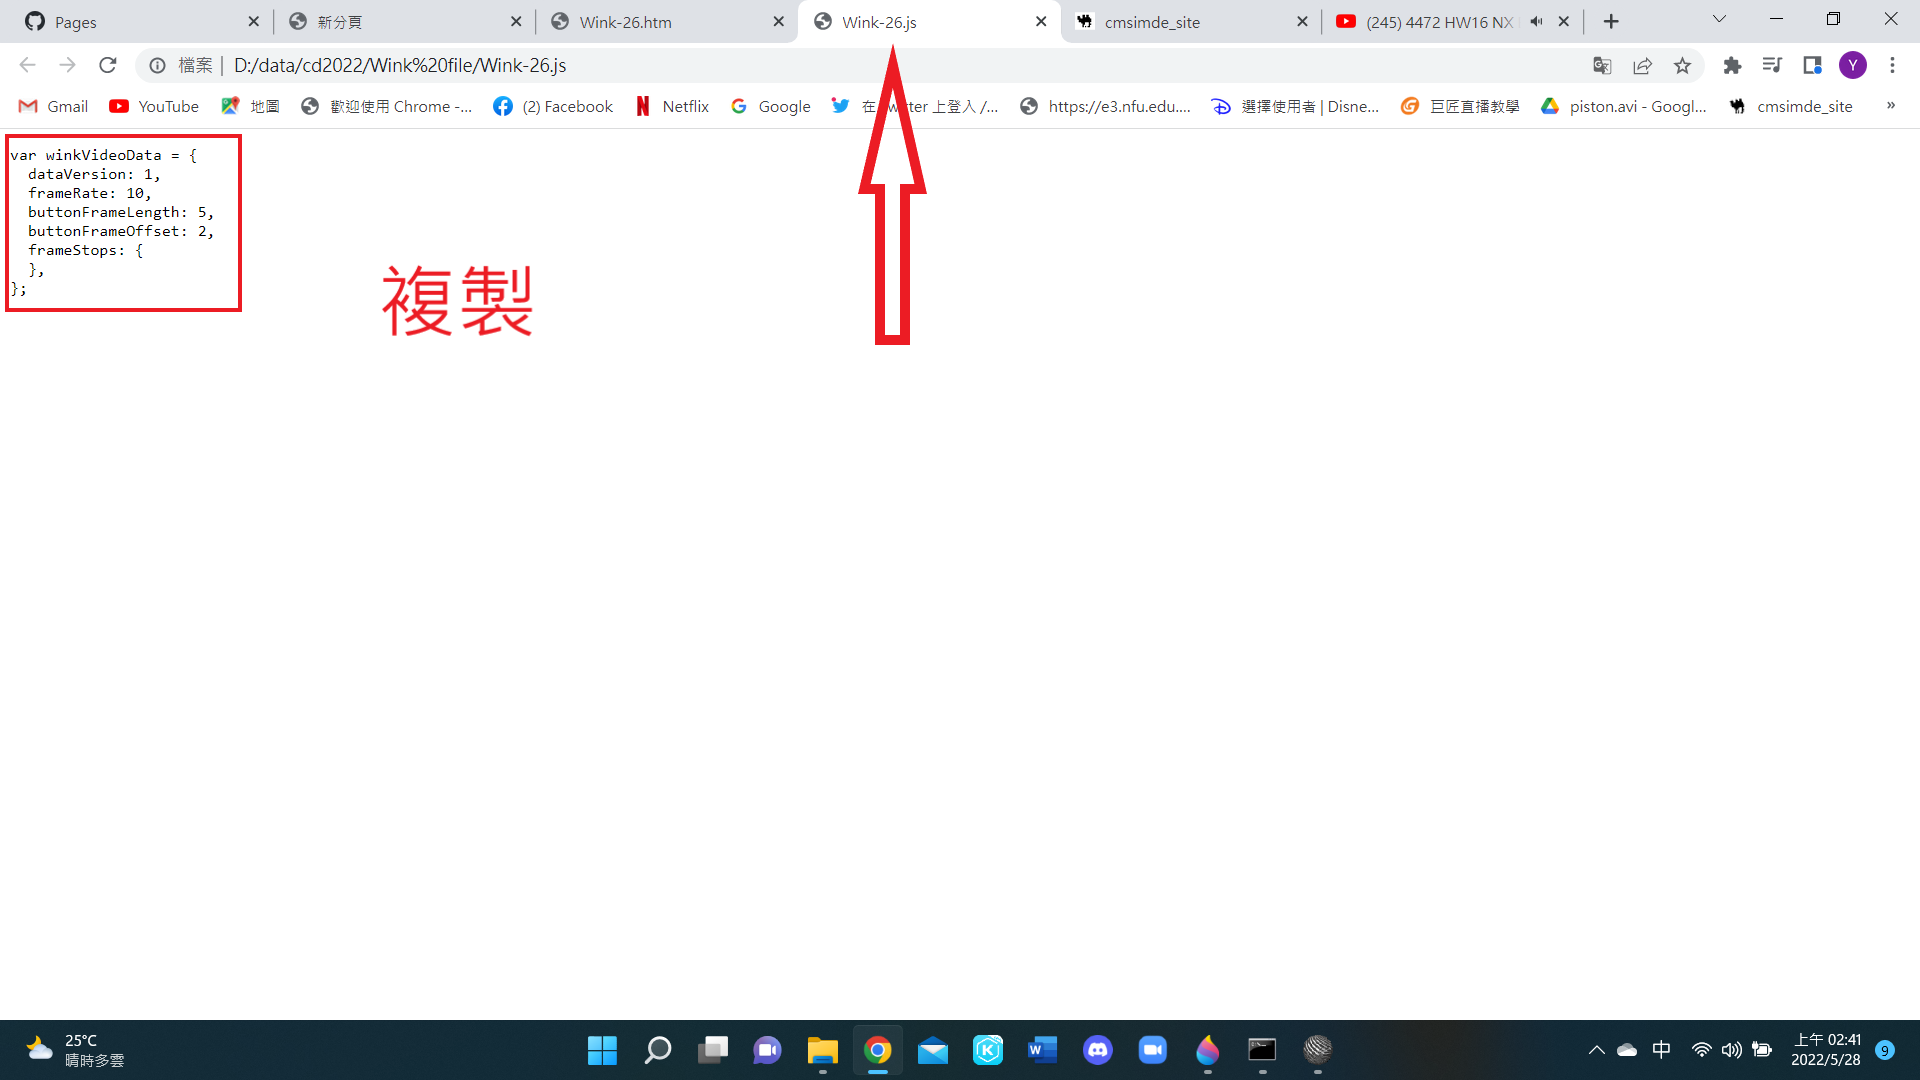 Pages
新分頁
Wink-26.htm
Wink-26.js
cmsimde_site
(245) 4472 HW16 NX
檔案 | D:/data/cd2022/Wink%20file/Wink-26.js
Y
Gmail
YouTube
地圖
歡迎使用 Chrome -...
(2) Facebook
Netflix
Google
在 Twitter 上登入 /...
https://e3.nfu.edu....
選擇使用者 | Disne...
巨匠直播教學
piston.avi - Googl...
cmsimde_site
»
var winkVideoData = {
  dataVersion: 1,
  frameRate: 10,
  buttonFrameLength: 5,
  buttonFrameOffset: 2,
  frameStops: {
  },
};
複製
25°C
晴時多雲
中
上午 02:41
2022/5/28
9